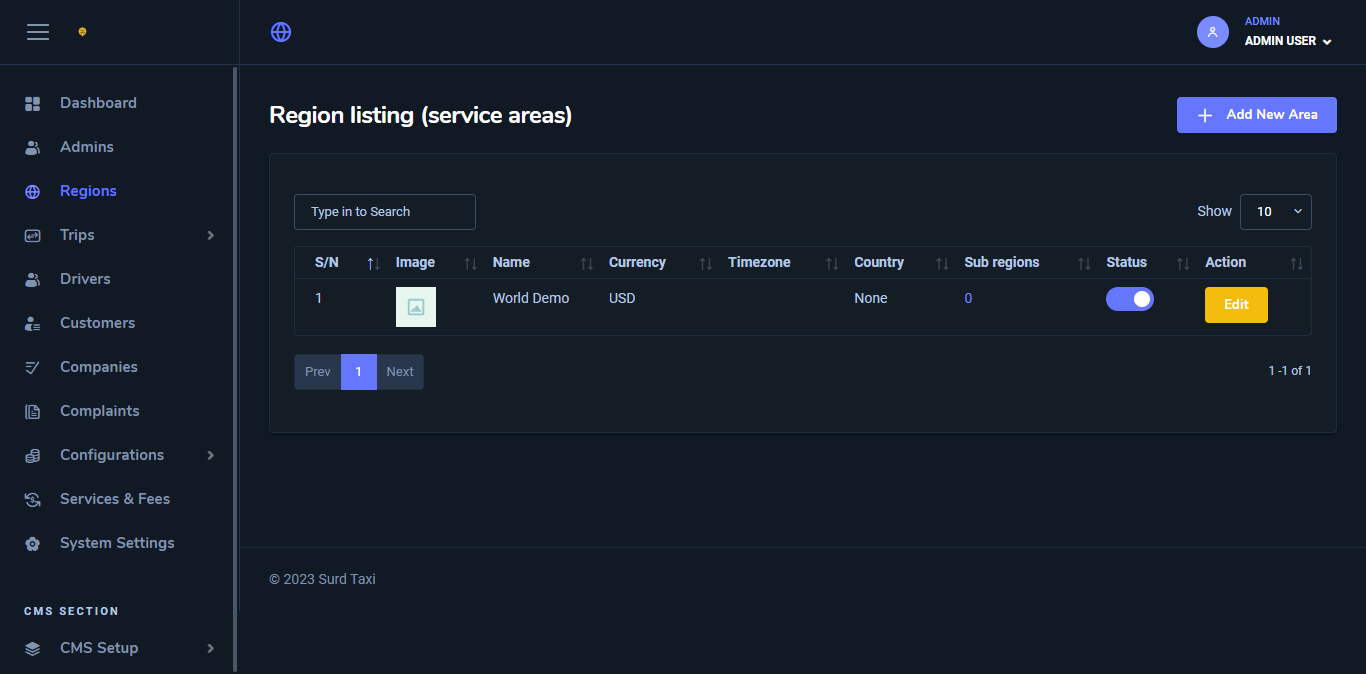 ADMIN
ADMIN USER
Dashboard
Admins
Regions
Trips
Drivers
Customers
Companies
Complaints
Configurations
Services & Fees
System Settings
CMS SECTION
CMS Setup
Region listing (service areas)
Add New Area
Type in to Search
Show 10
S/N Image Name Currency Timezone Country Sub regions Status Action
1 World Demo USD None 0 Edit
Prev 1 Next
1 -1 of 1
© 2023 Surd Taxi